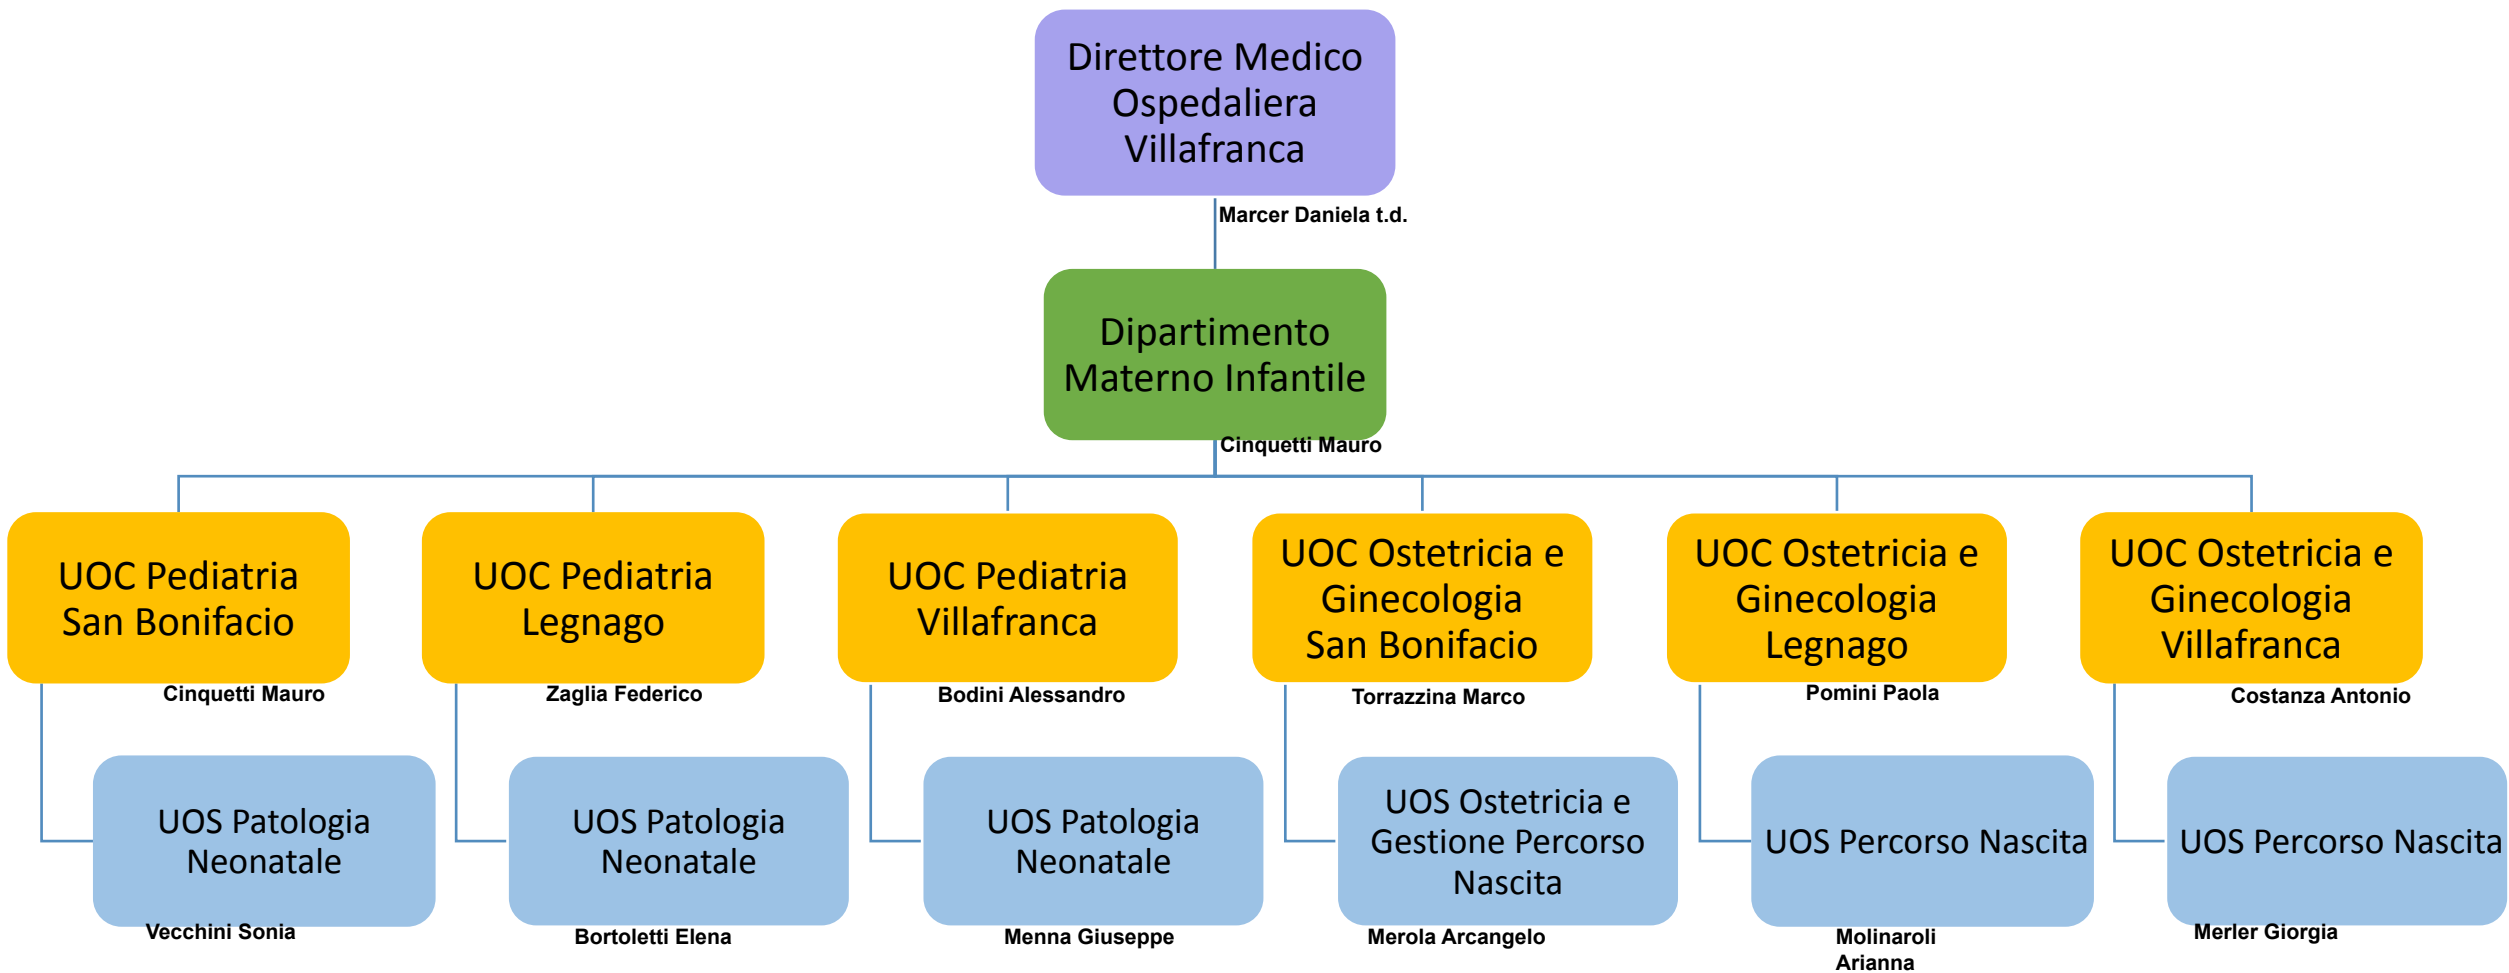 Direttore Medico
Ospedaliera
Villafranca
Marcer Daniela t.d.
Dipartimento
Materno Infantile
Cinquetti Mauro
UOC Pediatria
San Bonifacio
Cinquetti Mauro
UOC Pediatria
Legnago
Zaglia Federico
UOC Pediatria
Villafranca
Bodini Alessandro
UOC Ostetricia e
Ginecologia
San Bonifacio
Torrazzina Marco
UOC Ostetricia e
Ginecologia
Legnago
Pomini Paola
UOC Ostetricia e
Ginecologia
Villafranca
Costanza Antonio
UOS Patologia
Neonatale
Vecchini Sonia
UOS Patologia
Neonatale
Bortoletti Elena
UOS Patologia
Neonatale
Menna Giuseppe
UOS Ostetricia e
Gestione Percorso
Nascita
Merola Arcangelo
UOS Percorso Nascita
Molinaroli
Arianna
UOS Percorso Nascita
Merler Giorgia